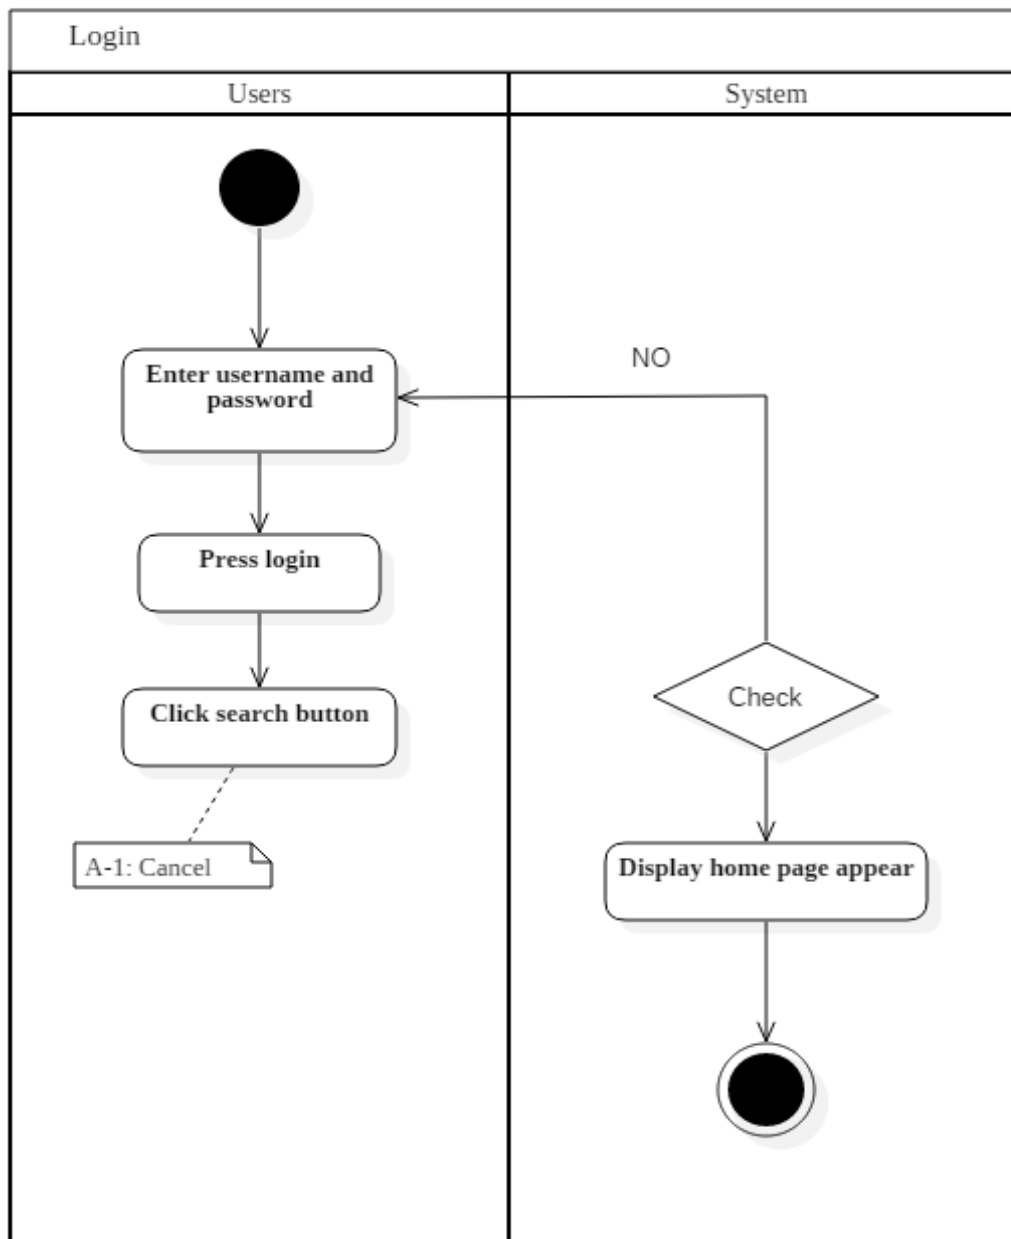 Login
Users
System
Enter username and
password
NO
Press login
Click search button
Check
A-1: Cancel
Display home page appear